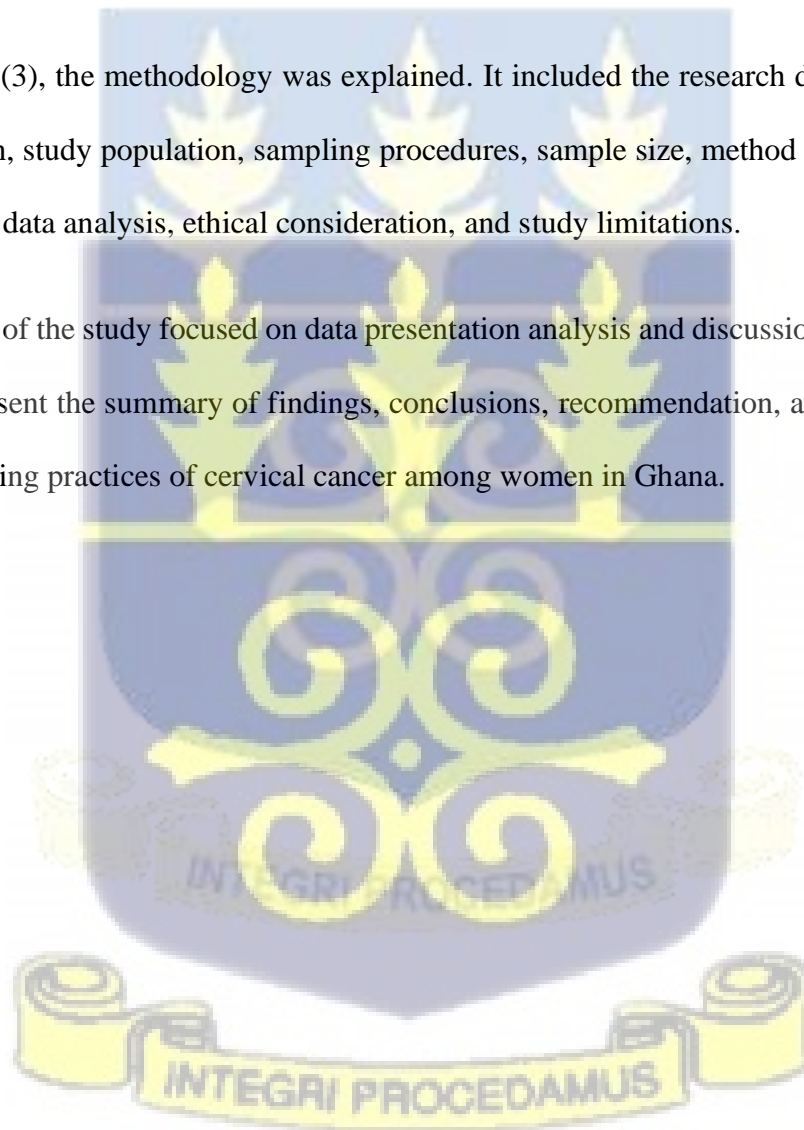 (3), the methodology was explained. It included the research d
, study population, sampling procedures, sample size, method
data analysis, ethical consideration, and study limitations.
of the study focused on data presentation analysis and discussio
sent the summary of findings, conclusions, recommendation, a
ing practices of cervical cancer among women in Ghana.
INTEGRI PROCEDAMUS
INTEGRI PROCEDAMUS